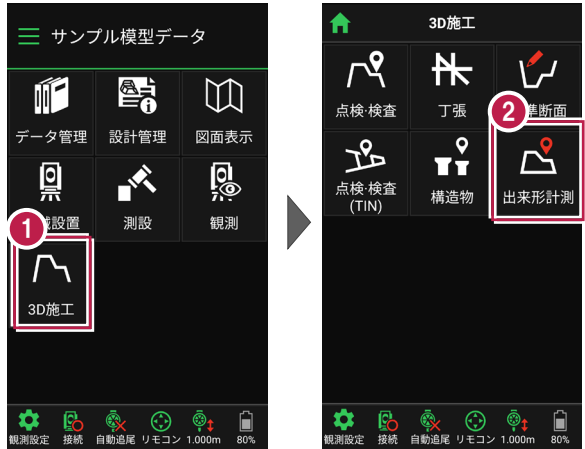 サンプル模型データ
データ管理
設計管理
図面表示
設置
測設
観測
1
3D施工
観測設定
接続
自動追尾
リモコン
1.000m
80%
3D施工
点検・検査
丁張
準断面
2
点検・検査
(TIN)
構造物
出来形計測
観測設定
接続
自動追尾
リモコン
1.000m
80%